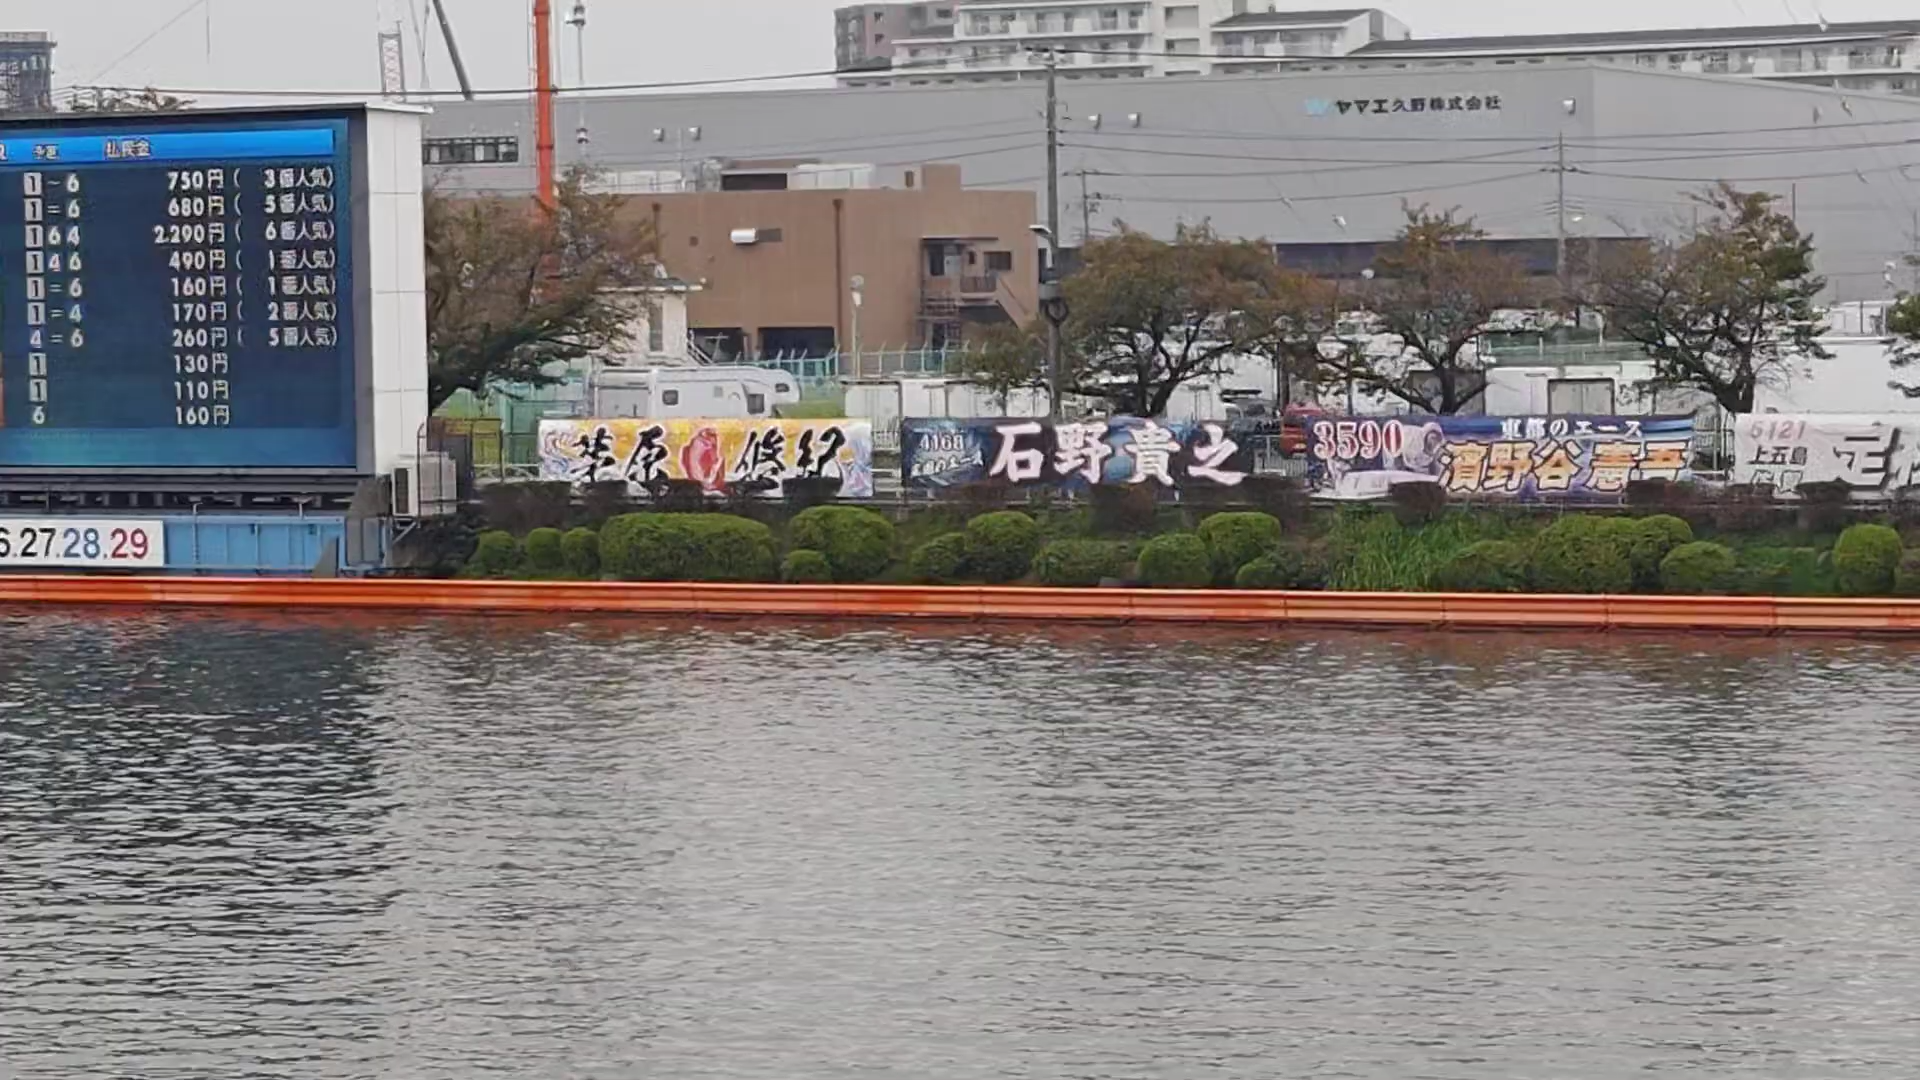 ヤマエ久野株式会社
払戻金
1-6 750円 ( 3番人気)
1=6 680円 ( 5番人気)
164 2,290円 ( 6番人気)
146 490円 ( 1番人気)
1=6 160円 ( 1番人気)
1=4 170円 ( 2番人気)
4=6 260円 ( 5番人気)
1 130円
1 110円
6 160円
6.27.28.29
悠紀
4168
石野貴之
3590
東都のエース
濱野谷憲吾
5121
上五島